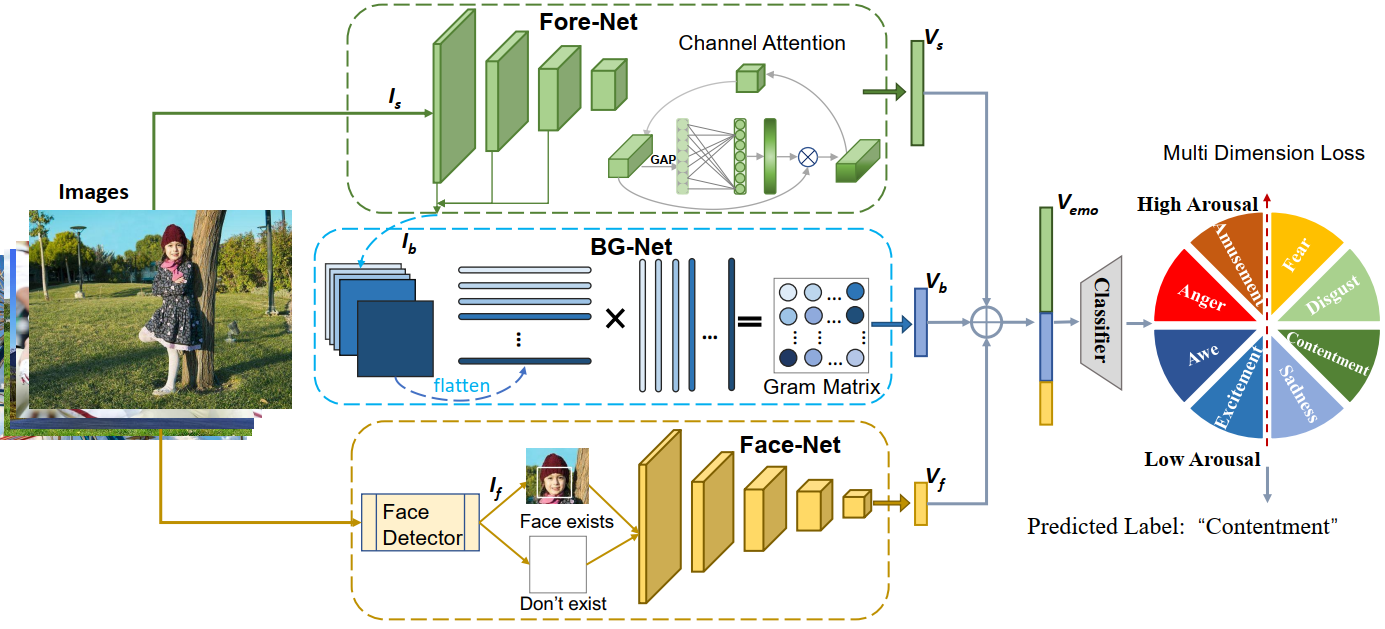 Fore-Net
Channel Attention
V_s
I_s
GAP
Images
I_b
BG-Net
flatten
...
×
...
=
... 
...
...
Gram Matrix
V_b
Face-Net
Face
Detector
I_f
Face exists
Don't exist
V_f
V_emo
Classifier
Multi Dimension Loss
High Arousal
Amusement
Fear
Anger
Disgust
Awe
Contentment
Excitement
Sadness
Low Arousal
Predicted Label: “Contentment”